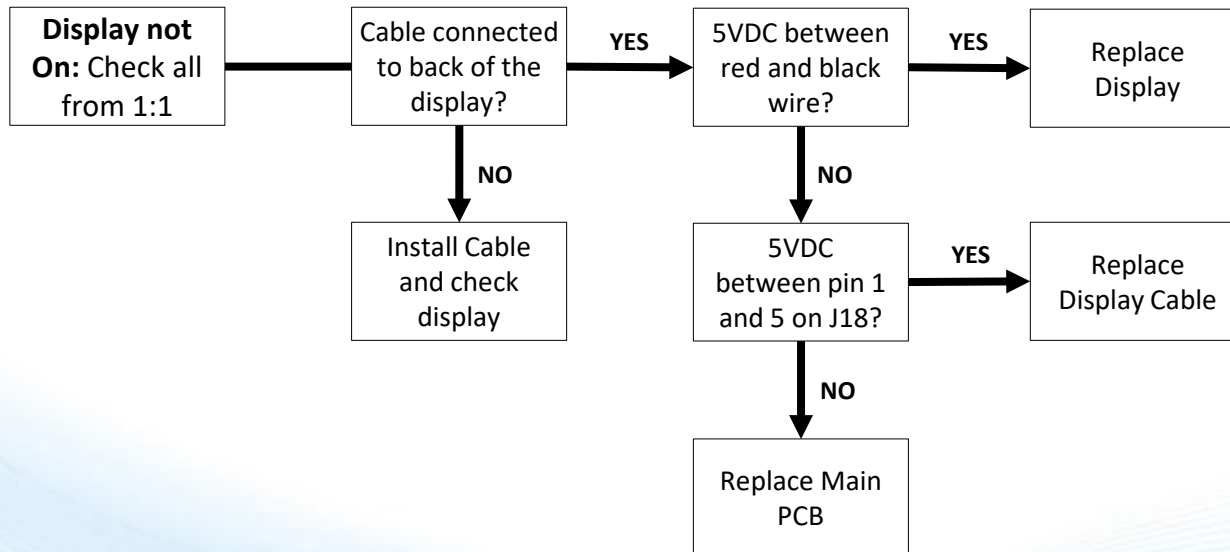 Display not
On: Check all
from 1:1
Cable connected
to back of the
display?
YES
5VDC between
red and black
wire?
YES
Replace
Display
NO
NO
Install Cable
and check
display
5VDC
between pin 1
and 5 on J18?
YES
Replace
Display Cable
NO
Replace Main
PCB